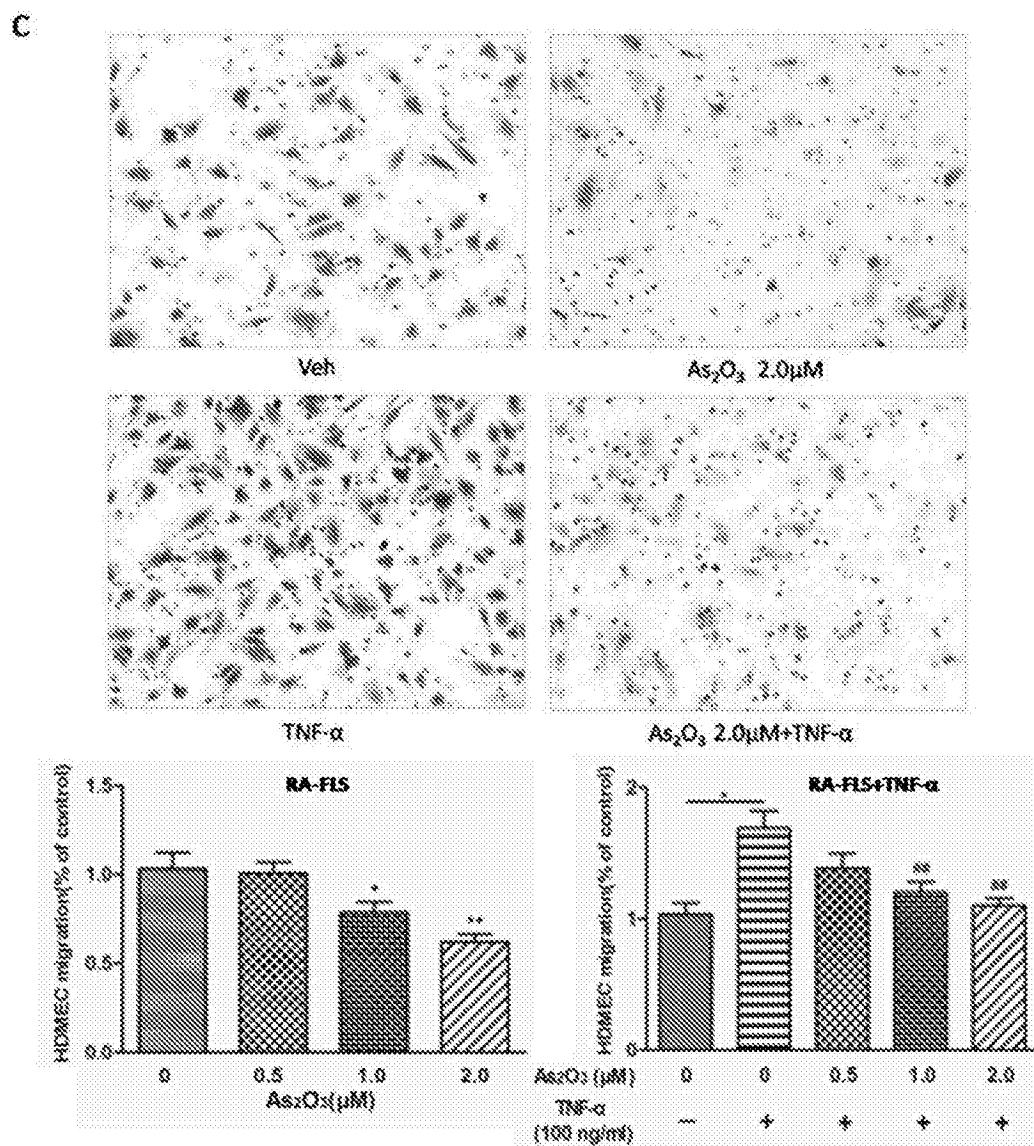 C
Veh
As₂O₃ 2.0μM
TNF-α
As₂O₃ 2.0μM+TNF-α
RA-FLS
HDMEC migration(% of control)
1.5
1.0
0.5
0.0
0 0.5 1.0 2.0
As₂O₃(μM)
*
**
RA-FLS+TNF-α
HDMEC migration(% of control)
2
1
0
*
##
##
As₂O₃ (μM) 0 0 0.5 1.0 2.0
TNF-α
(100 ng/ml) − + + + +